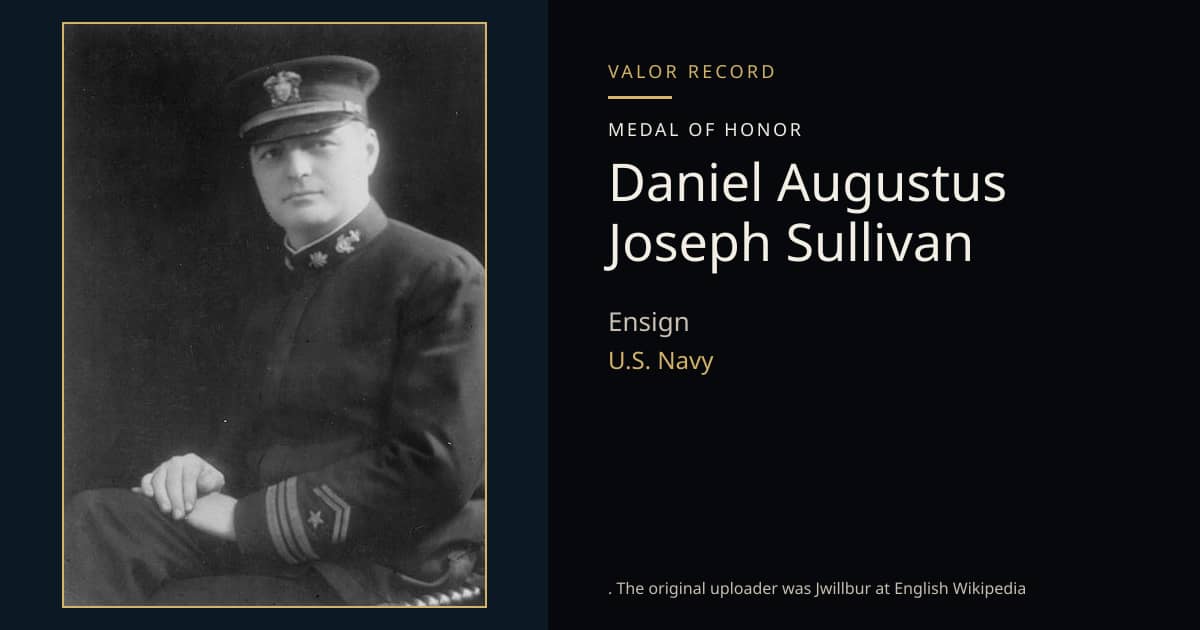 VALOR RECORD
MEDAL OF HONOR
Daniel Augustus
Joseph Sullivan
Ensign
U.S. Navy
. The original uploader was Jwillbur at English Wikipedia